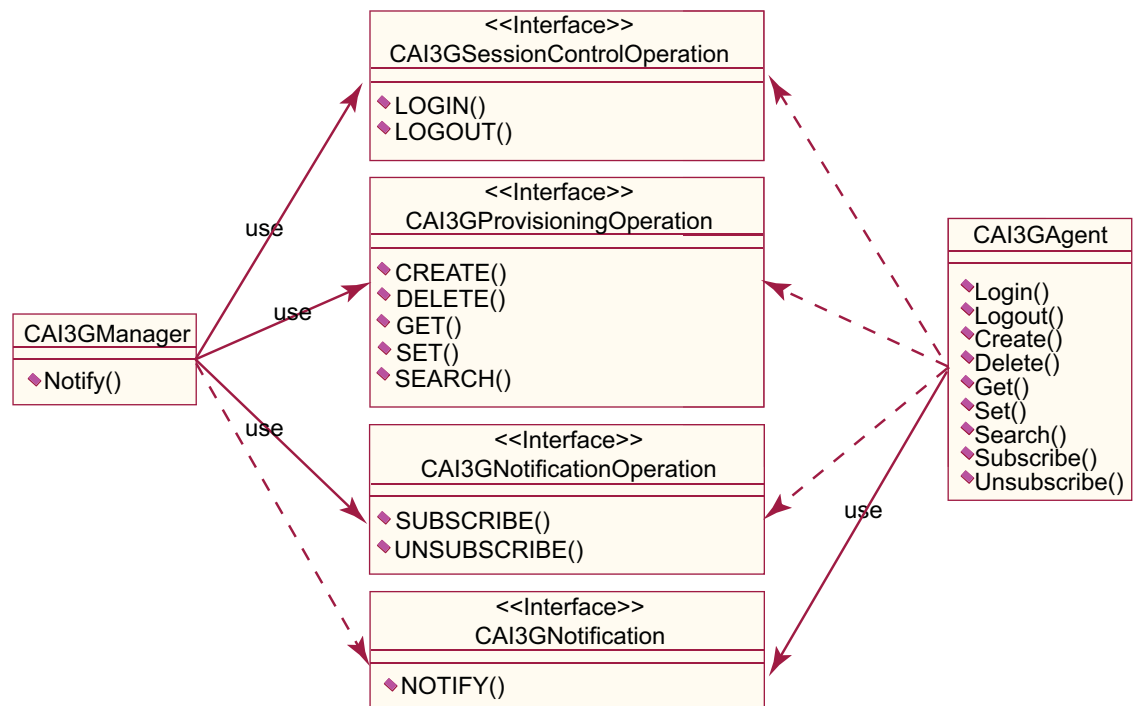 <<Interface>>
CAI3GSessionControlOperation
LOGIN()
LOGOUT()
use
<<Interface>>
CAI3GProvisioningOperation
CREATE()
DELETE()
GET()
SET()
SEARCH()
use
CAI3GManager
Notify()
use
<<Interface>>
CAI3GNotificationOperation
SUBSCRIBE()
UNSUBSCRIBE()
<<Interface>>
CAI3GNotification
NOTIFY()
CAI3GAgent
Login()
Logout()
Create()
Delete()
Get()
Set()
Search()
Subscribe()
Unsubscribe()
use